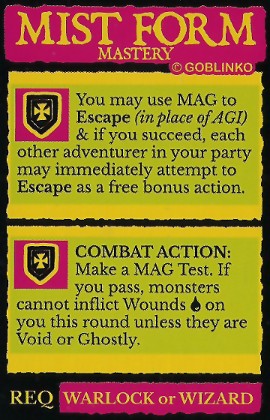 MIST FORM
MASTERY
© GOBLINKO
You may use MAG to
Escape (in place of AGI)
& if you succeed, each
other adventurer in your party
may immediately attempt to
Escape as a free bonus action.
COMBAT ACTION:
Make a MAG Test. If
you pass, monsters
cannot inflict Wounds on
you this round unless they are
Void or Ghostly.
REQ WARLOCK or WIZARD